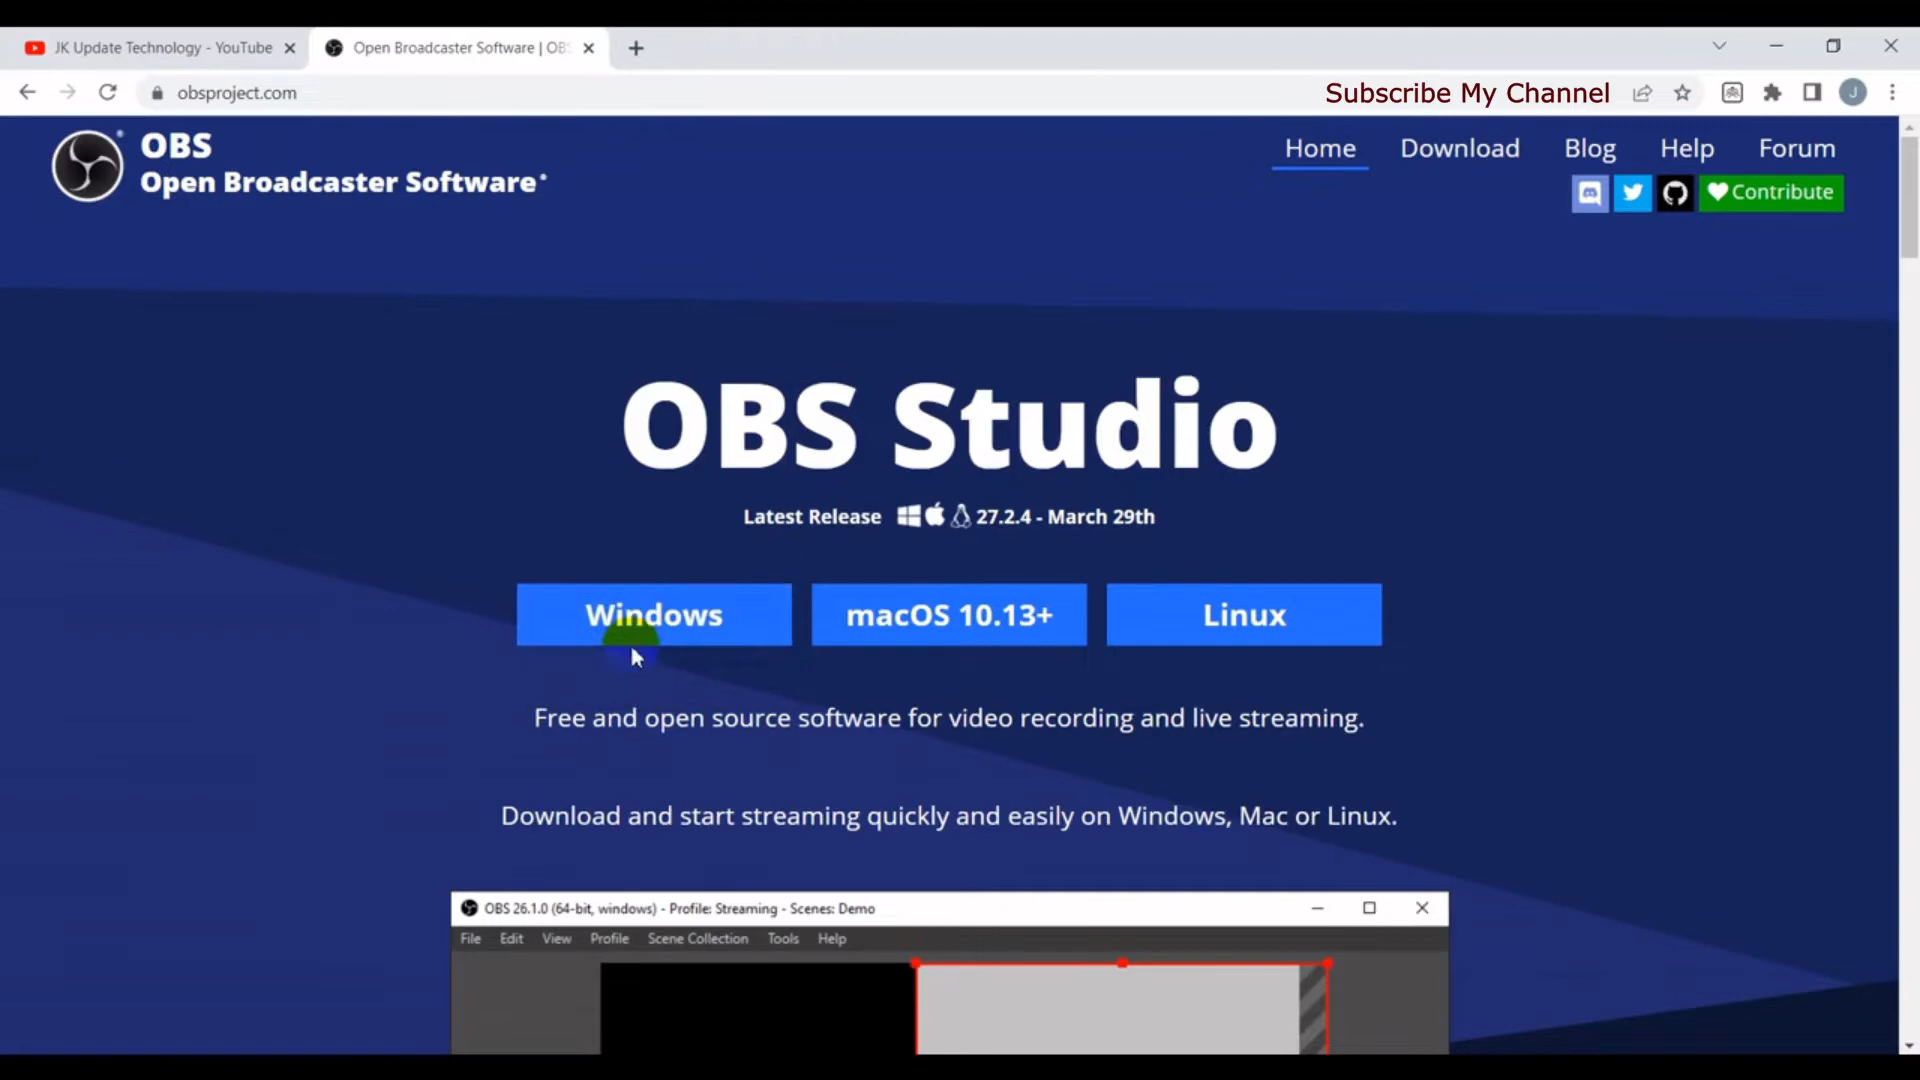 JK Update Technology - YouTube
Open Broadcaster Software | OBS
obsproject.com
Subscribe My Channel
J
OBS
Open Broadcaster Software
Home Download Blog Help Forum
Contribute
OBS Studio
Latest Release 27.2.4 - March 29th
Windows macOS 10.13+ Linux
Free and open source software for video recording and live streaming.
Download and start streaming quickly and easily on Windows, Mac or Linux.
OBS 26.1.0 (64-bit, windows) - Profile: Streaming - Scenes: Demo
File Edit View Profile Scene Collection Tools Help